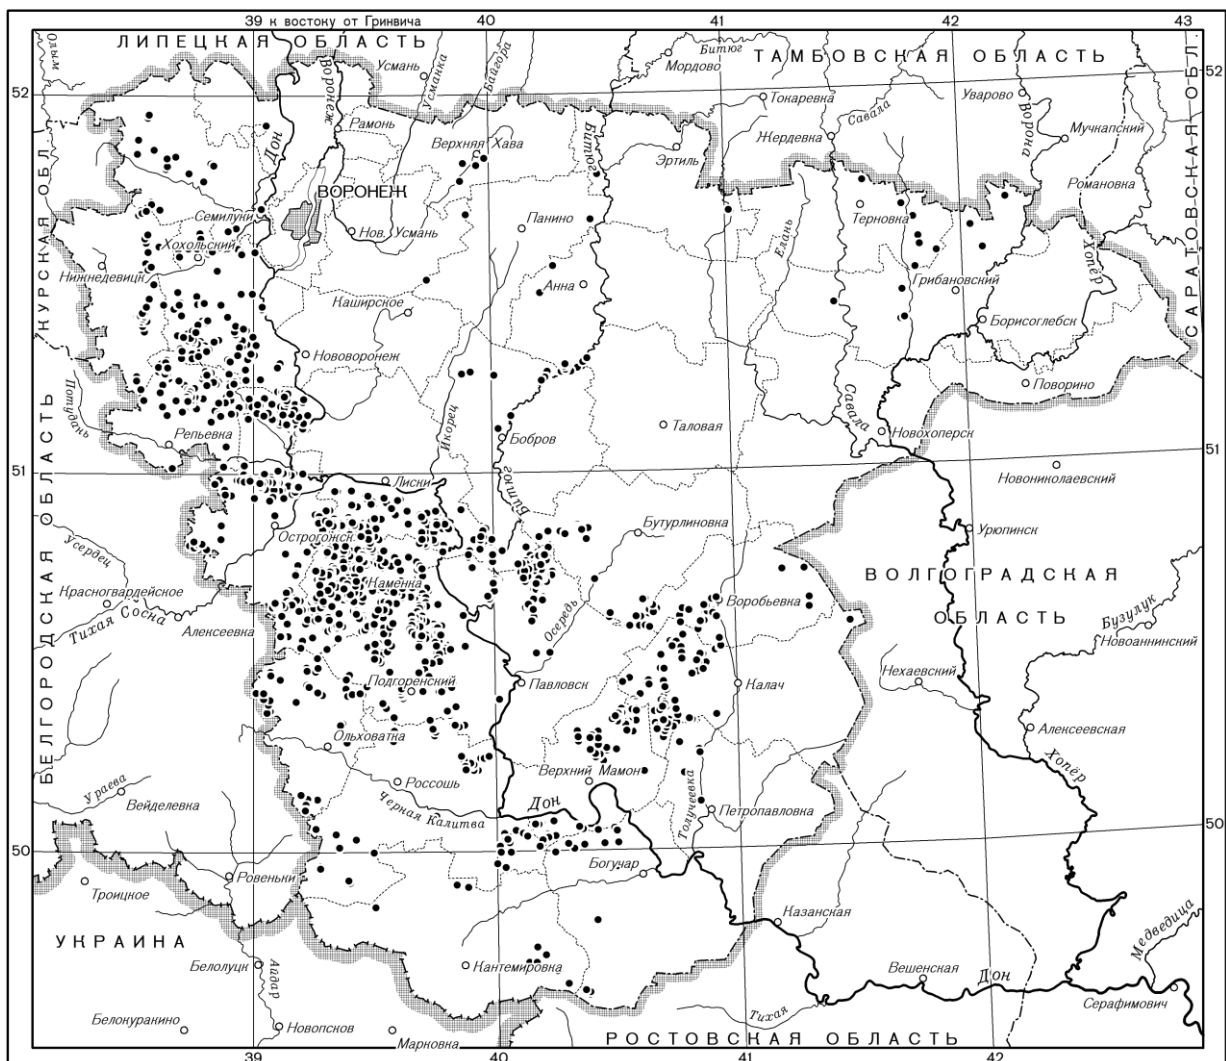 39 к востоку от Гринвича
40
41
42
43
ЛИПЕЦКАЯ ОБЛАСТЬ
ТАМБОВСКАЯ ОБЛАСТЬ
САРАТОВСКАЯ ОБЛ.
КУРСКАЯ ОБЛ.
БЕЛГОРОДСКАЯ ОБЛАСТЬ
Олым
Воронеж
Усмань
Усманка
Байгора
Битюг
Мордово
52
52
Токаревка
Савала
Уварово
Ворона
Мучкапский
Рамонь
Дон
Верхняя Хава
Битюг
Эртиль
Жердевка
Романовка
ВОРОНЕЖ
Семилуки
Хохольский
Нов. Усмань
Панино
Терновка
Елань
Хопёр
Нижнедевицк
Анна
Грибановский
Каширское
Борисоглебск
Нововоронеж
Поворино
Потудань
Икорец
Савала
Репьевка
Бобров
Таловая
Новохоперск
51
51
Лиски
Битюг
Новониколаевский
Острогожск
Бутурлиновка
Урюпинск
Усердец
Каменка
ВОЛГОГРАДСКАЯ
ОБЛАСТЬ
Красногвардейское
Тихая Сосна
Алексеевка
Осередь
Воробьевка
Бузулук
Новоаннинский
Подгоренский
Павловск
Калач
Нехаевский
Ольховатка
Алексеевская
Хопёр
Россошь
Верхний Мамон
Ураева
Вейделевка
Черная Калитва
Дон
Толучеевка
Петропавловка
50
50
Богучар
Троицкое
Ровеньки
Казанская
УКРАИНА
Медведица
Белолуцк
Айдар
Кантемировка
Вешенская
Дон
Серафимович
Белокуракино
Новопсков
Марковка
Тихая
РОСТОВСКАЯ ОБЛАСТЬ
39
40
41
42